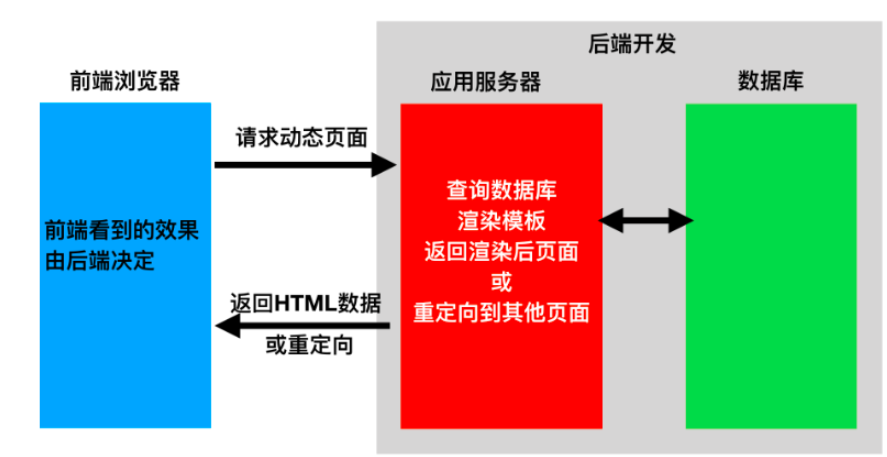 后端开发
前端浏览器
应用服务器
数据库
请求动态页面
查询数据库
渲染模板
返回渲染后页面
或
重定向到其他页面
前端看到的效果
由后端决定
返回HTML数据
或重定向